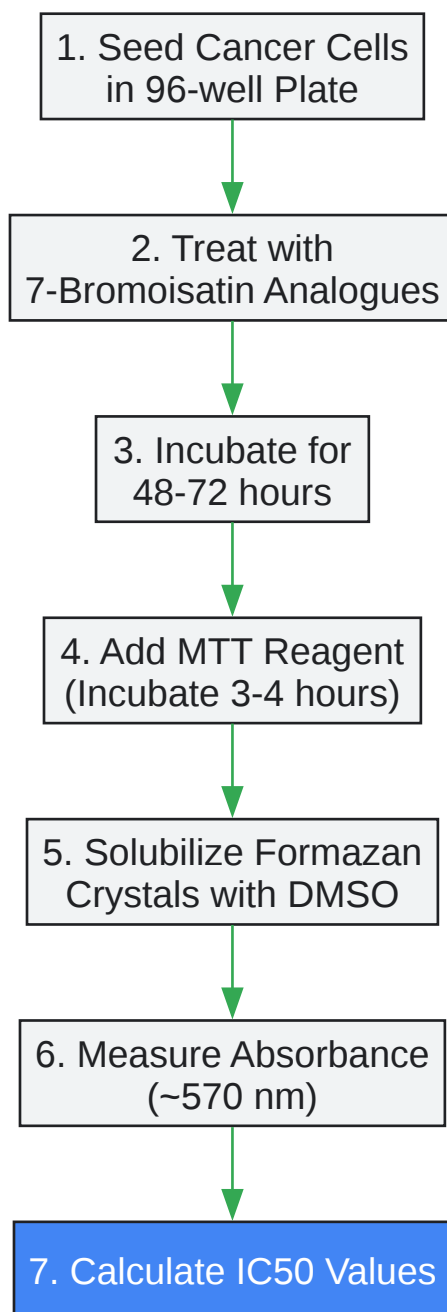 1. Seed Cancer Cells
in 96-well Plate
2. Treat with
7-Bromoisatin Analogues
3. Incubate for
48-72 hours
4. Add MTT Reagent
(Incubate 3-4 hours)
5. Solubilize Formazan
Crystals with DMSO
6. Measure Absorbance
(~570 nm)
7. Calculate IC50 Values